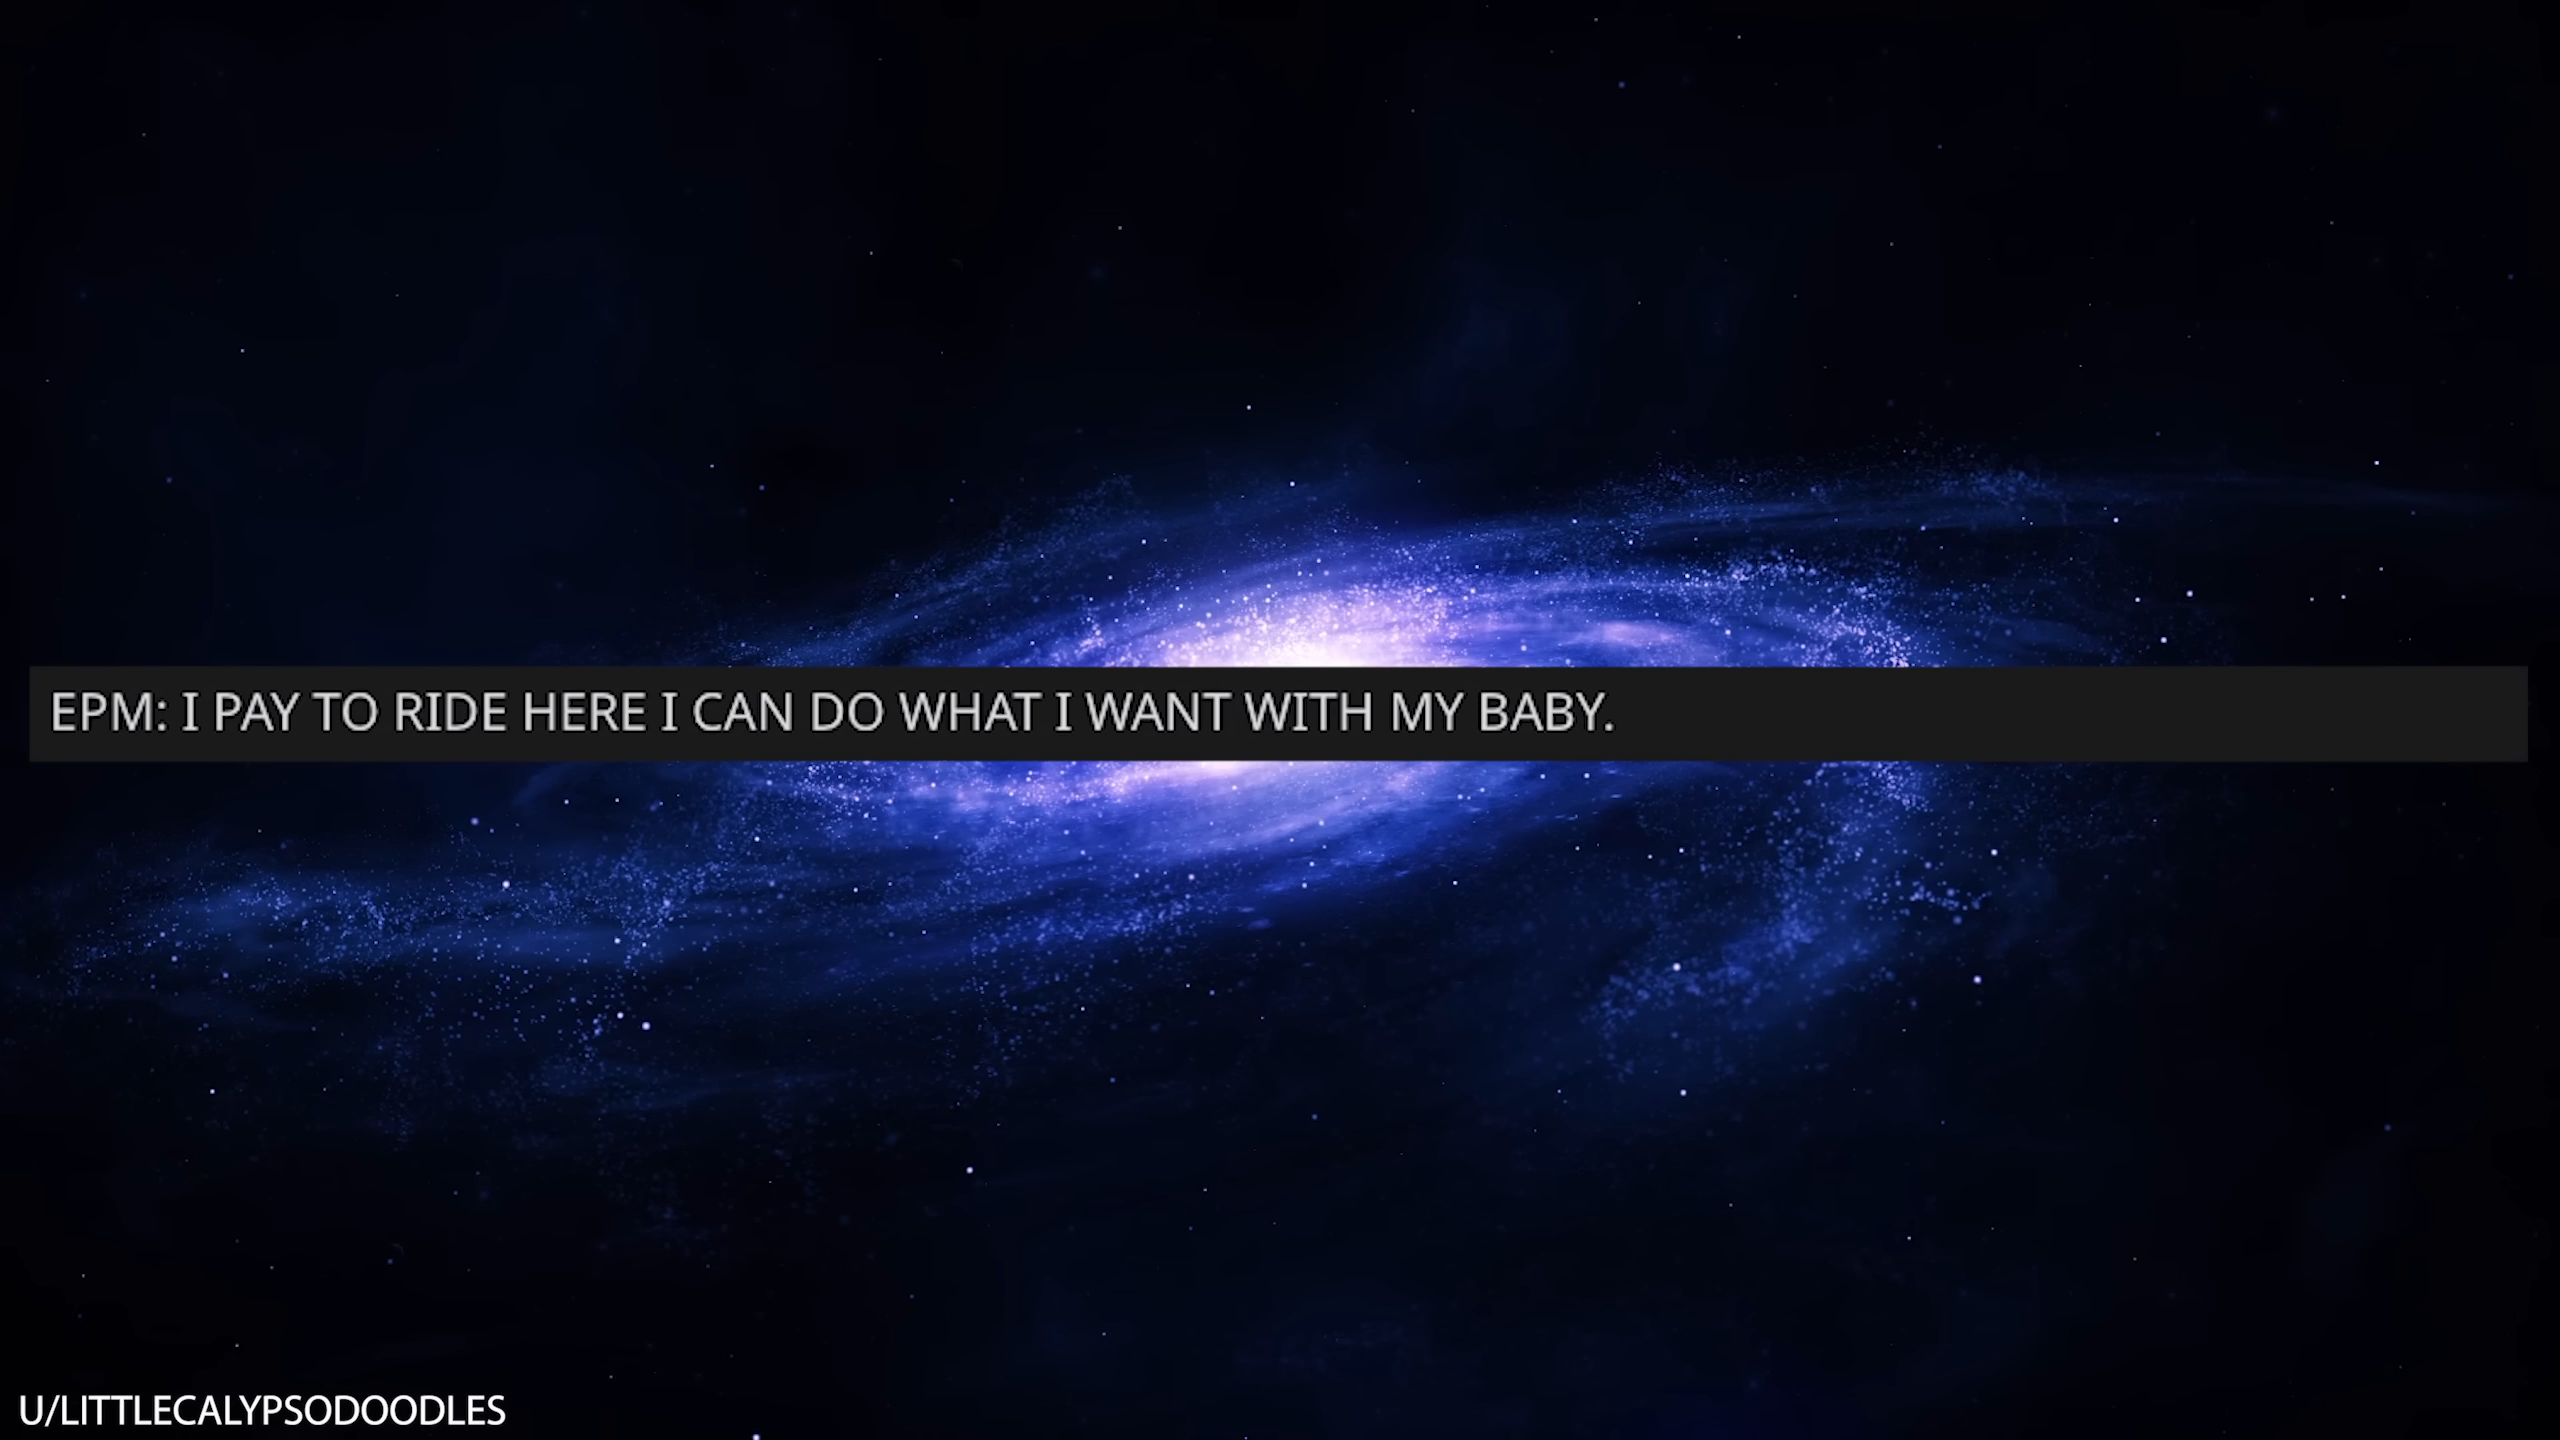 EPM: I PAY TO RIDE HERE I CAN DO WHAT I WANT WITH MY BABY.
U/LITTLECALYPSODOODLES